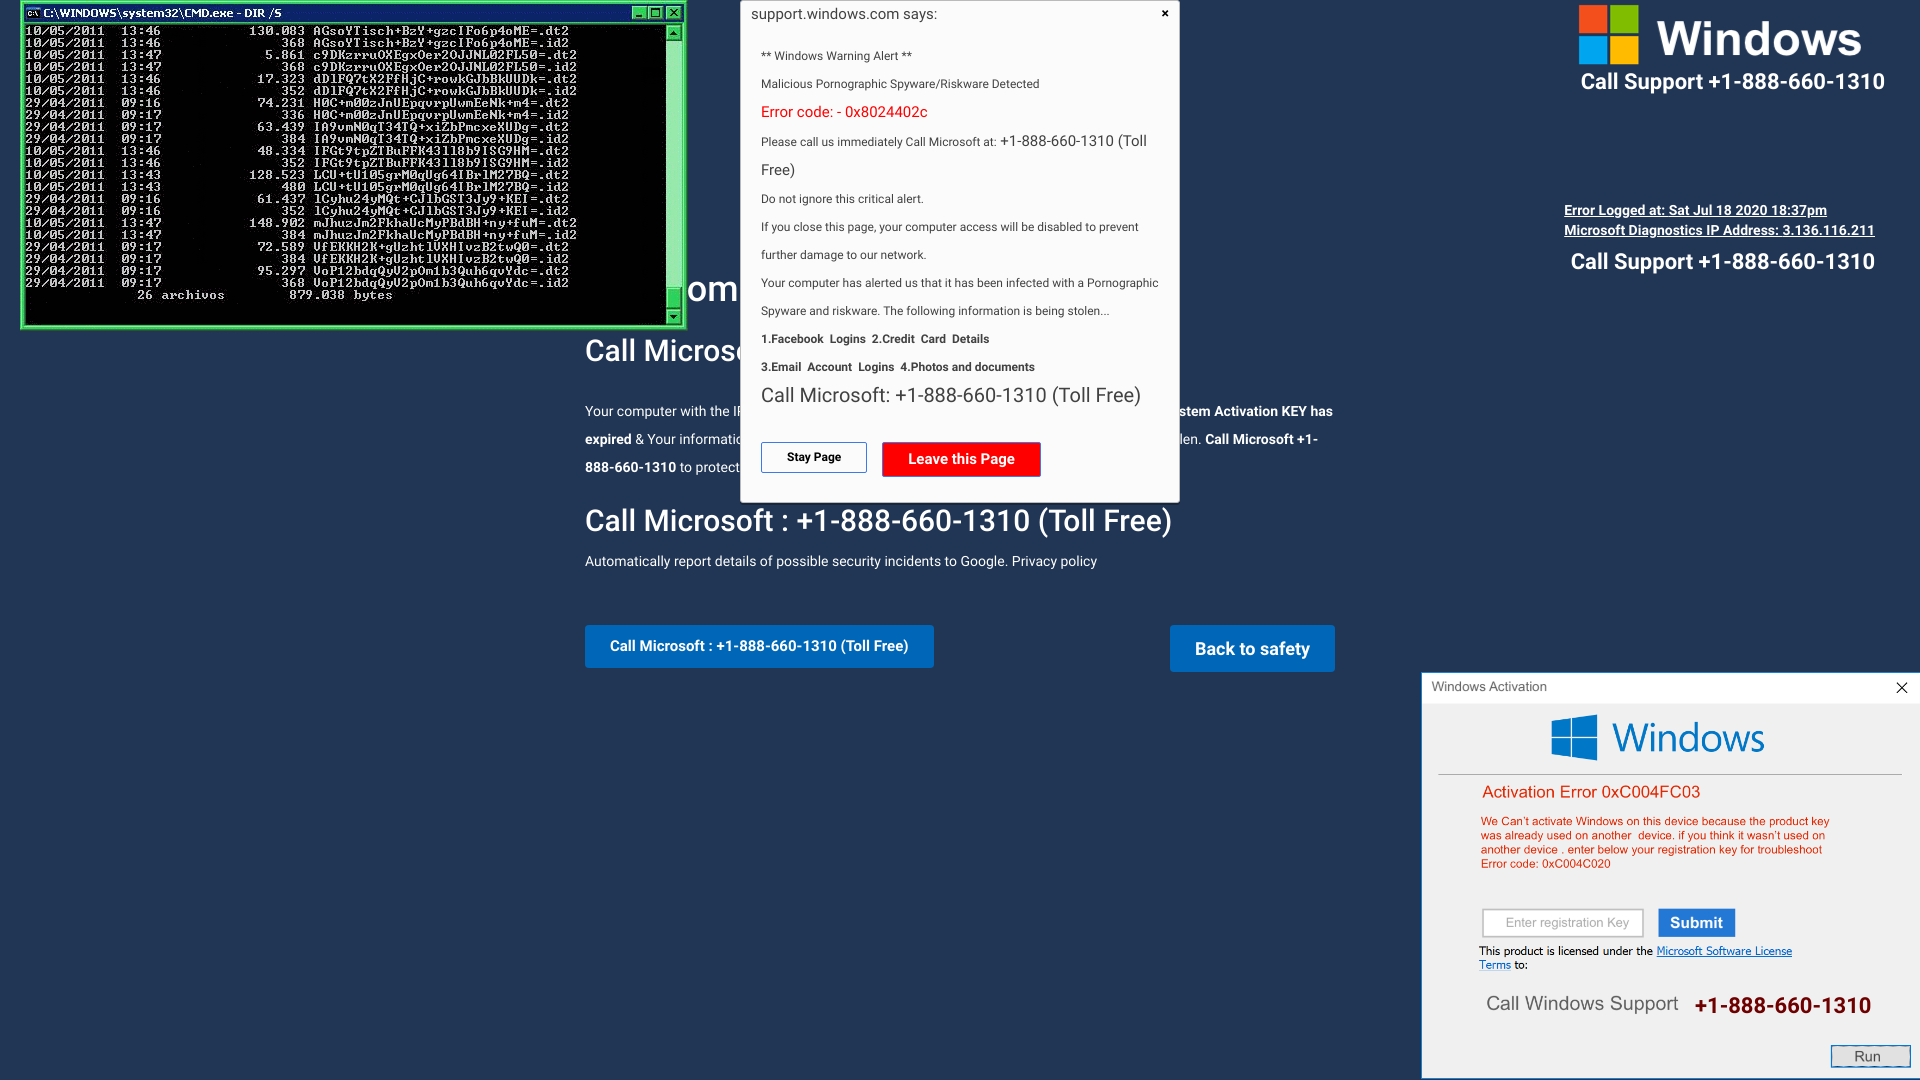 C:\WINDOWS\system32\CMD.exe - DIR /S
10/05/2011 13:46 130.083 AGsoYTisch+BzY+gzcIFo6p4oME=.dt2
10/05/2011 13:46 368 AGsoYTisch+BzY+gzcIFo6p4oME=.id2
10/05/2011 13:47 5.861 c9DKzrruOXEgxOer2OJJNL02FL50=.dt2
10/05/2011 13:47 368 c9DKzrruOXEgxOer2OJJNL02FL50=.id2
10/05/2011 13:46 17.323 dDlFQ7tX2FfHjC+rowkGJbBkUUDk=.dt2
10/05/2011 13:46 352 dDlFQ7tX2FfHjC+rowkGJbBkUUDk=.id2
29/04/2011 09:16 74.231 H0C+m00zJnUEpqvrpUwmEeNk+m4=.dt2
29/04/2011 09:17 336 H0C+m00zJnUEpqvrpUwmEeNk+m4=.id2
29/04/2011 09:17 63.439 IA9vmN0qT34TQ+xiZbPmcxeXUDg=.dt2
29/04/2011 09:17 384 IA9vmN0qT34TQ+xiZbPmcxeXUDg=.id2
10/05/2011 13:46 48.334 IFGt9tpZTBuFFK43ll8b9ISG9HM=.dt2
10/05/2011 13:46 352 IFGt9tpZTBuFFK43ll8b9ISG9HM=.id2
10/05/2011 13:43 128.523 LCU+tU105grM0qUg64IBrlM27BQ=.dt2
10/05/2011 13:43 480 LCU+tU105grM0qUg64IBrlM27BQ=.id2
29/04/2011 09:16 61.437 lCyhu24yMQt+CJlbGST3Jy9+KEI=.dt2
29/04/2011 09:16 352 lCyhu24yMQt+CJlbGST3Jy9+KEI=.id2
10/05/2011 13:47 148.902 mJhuzJm2FkhaUcMyPBdBH+ny+fuM=.dt2
10/05/2011 13:47 384 mJhuzJm2FkhaUcMyPBdBH+ny+fuM=.id2
29/04/2011 09:17 72.589 VfEKKH2K+gUzhtlVXHIvzB2twQ0=.dt2
29/04/2011 09:17 384 VfEKKH2K+gUzhtlVXHIvzB2twQ0=.id2
29/04/2011 09:17 95.297 VoP12bdqQyV2pOm1b3Quh6qvYdc=.dt2
29/04/2011 09:17 368 VoP12bdqQyV2pOm1b3Quh6qvYdc=.id2
26 archivos 879.038 bytes
support.windows.com says:
** Windows Warning Alert **
Malicious Pornographic Spyware/Riskware Detected
Error code: - 0x8024402c
Please call us immediately Call Microsoft at: +1-888-660-1310 (Toll
Free)
Do not ignore this critical alert.
If you close this page, your computer access will be disabled to prevent
further damage to our network.
Your computer has alerted us that it has been infected with a Pornographic
Spyware and riskware. The following information is being stolen...
1.Facebook Logins 2.Credit Card Details
3.Email Account Logins 4.Photos and documents
Call Microsoft: +1-888-660-1310 (Toll Free)
Stay Page
Leave this Page
Windows
Call Support +1-888-660-1310
Error Logged at: Sat Jul 18 2020 18:37pm
Microsoft Diagnostics IP Address: 3.136.116.211
Call Support +1-888-660-1310
om
Call Microso
Your computer with the IP stem Activation KEY has
expired & Your informatio len. Call Microsoft +1-
888-660-1310 to protect
Call Microsoft : +1-888-660-1310 (Toll Free)
Automatically report details of possible security incidents to Google. Privacy policy
Call Microsoft : +1-888-660-1310 (Toll Free)
Back to safety
Windows Activation
Windows
Activation Error 0xC004FC03
We Can't activate Windows on this device because the product key
was already used on another device. if you think it wasn't used on
another device . enter below your registration key for troubleshoot
Error code: 0xC004C020
Enter registration Key
Submit
This product is licensed under the Microsoft Software License
Terms to:
Call Windows Support +1-888-660-1310
Run